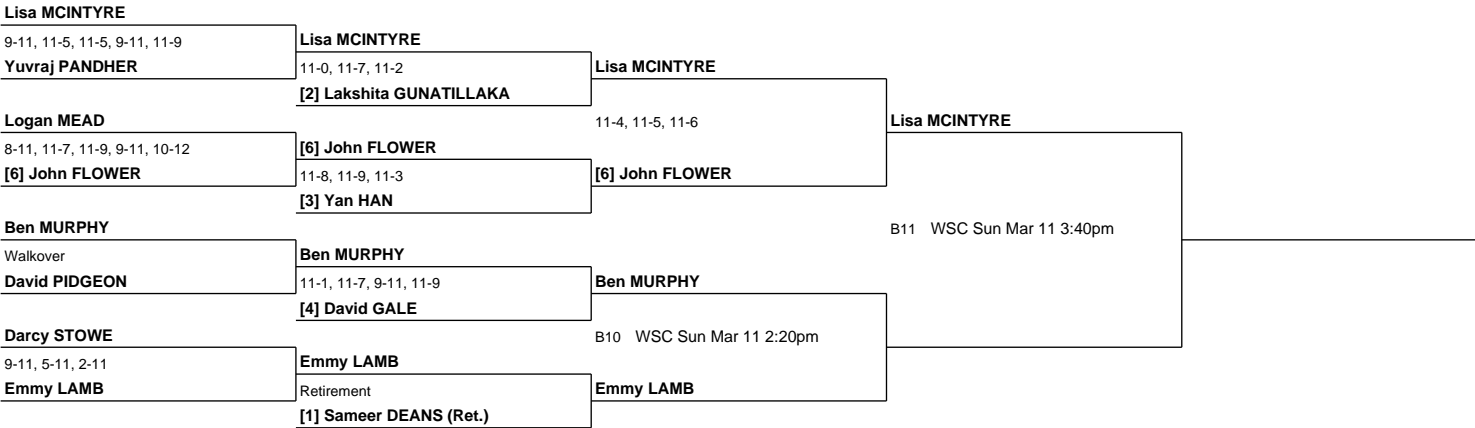 Lisa MCINTYRE
9-11, 11-5, 11-5, 9-11, 11-9
Yuvraj PANDHER
Logan MEAD
8-11, 11-7, 11-9, 9-11, 10-12
[6] John FLOWER
Ben MURPHY
Walkover
David PIDGEON
Darcy STOWE
9-11, 5-11, 2-11
Emmy LAMB
Lisa MCINTYRE
11-0, 11-7, 11-2
[2] Lakshita GUNATILLAKA
[6] John FLOWER
11-8, 11-9, 11-3
[3] Yan HAN
Ben MURPHY
11-1, 11-7, 9-11, 11-9
[4] David GALE
Emmy LAMB
Retirement
[1] Sameer DEANS (Ret.)
Lisa MCINTYRE
11-4, 11-5, 11-6
[6] John FLOWER
Ben MURPHY
B10 WSC Sun Mar 11 2:20pm
Emmy LAMB
Lisa MCINTYRE
B11 WSC Sun Mar 11 3:40pm